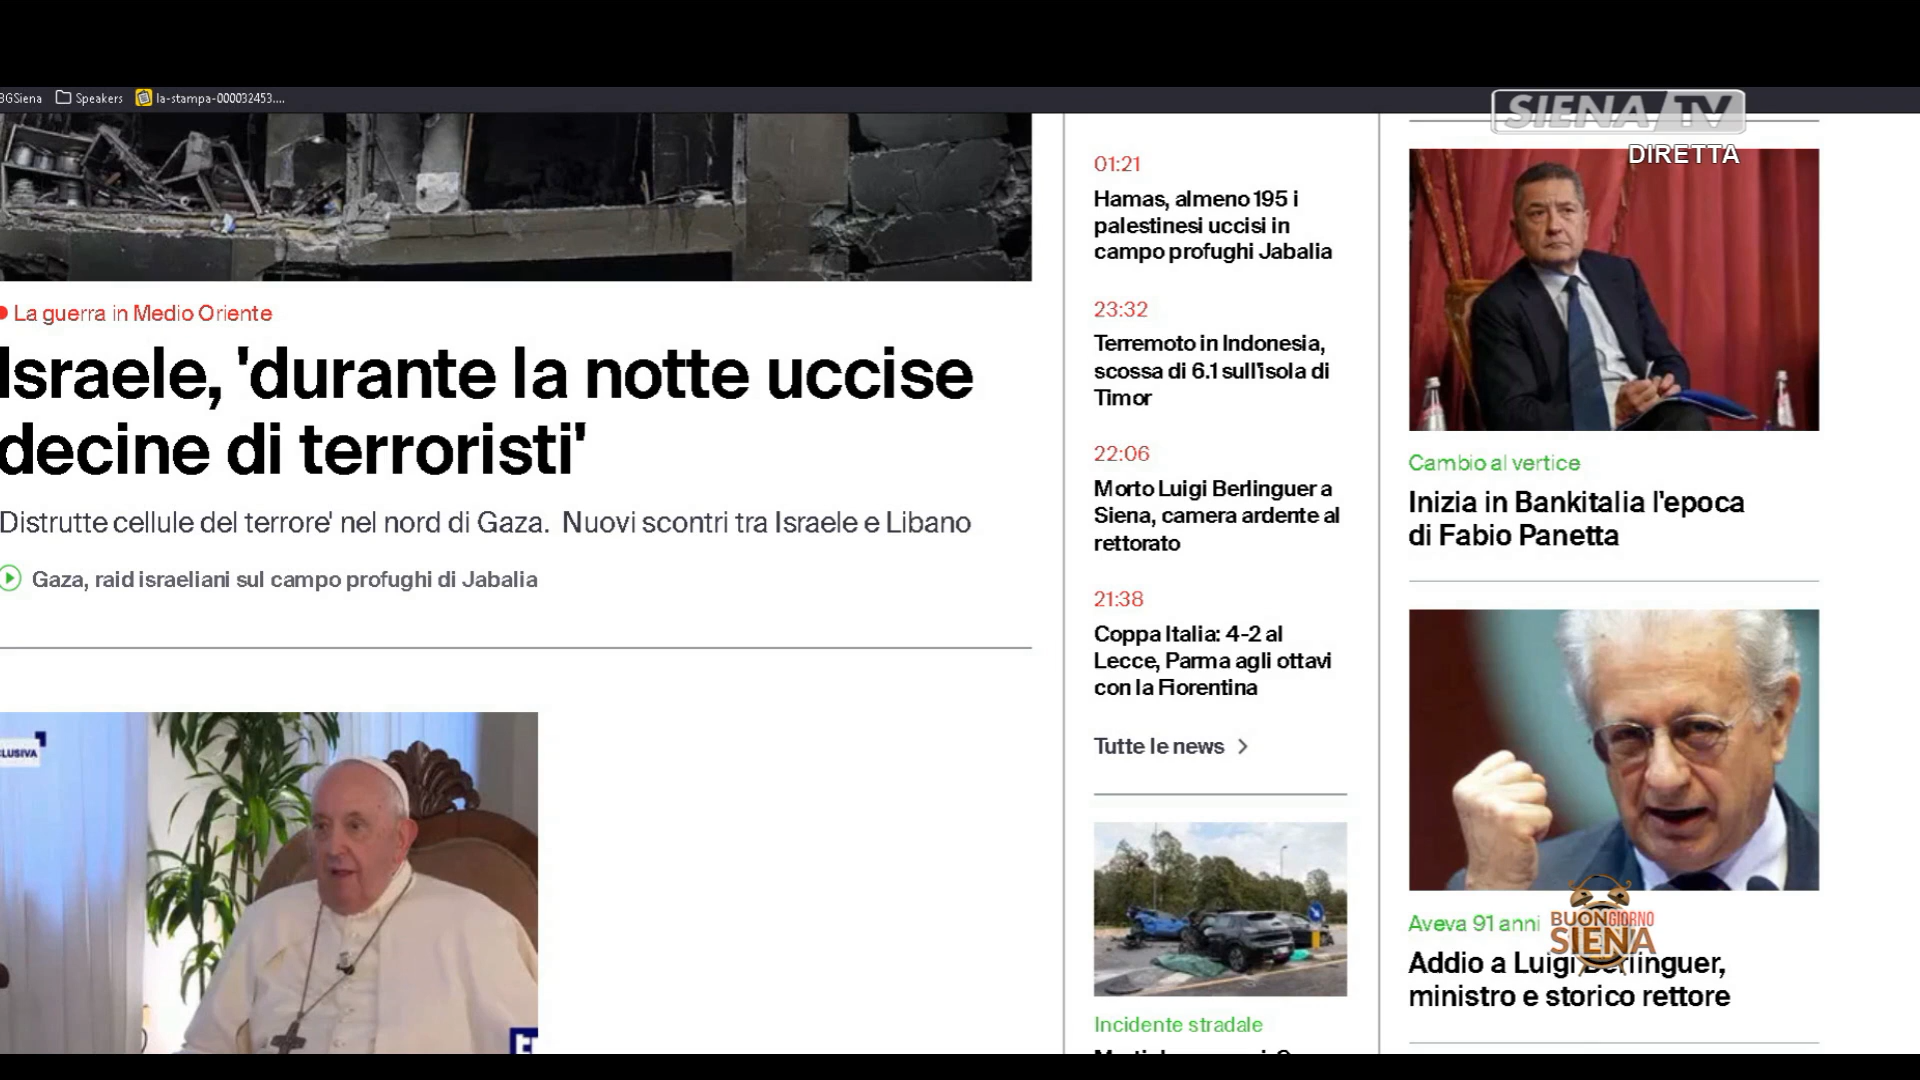 BGSiena
Speakers
la-stampa-000032453....
SIENA TV
DIRETTA
La guerra in Medio Oriente
Israele, 'durante la notte uccise
decine di terroristi'
Distrutte cellule del terrore' nel nord di Gaza. Nuovi scontri tra Israele e Libano
Gaza, raid israeliani sul campo profughi di Jabalia
CLUSIVA
01:21
Hamas, almeno 195 i
palestinesi uccisi in
campo profughi Jabalia
23:32
Terremoto in Indonesia,
scossa di 6.1 sull'isola di
Timor
22:06
Morto Luigi Berlinguer a
Siena, camera ardente al
rettorato
21:38
Coppa Italia: 4-2 al
Lecce, Parma agli ottavi
con la Fiorentina
Tutte le news
Incidente stradale
Cambio al vertice
Inizia in Bankitalia l'epoca
di Fabio Panetta
Aveva 91 anni
Addio a Luigi Berlinguer,
ministro e storico rettore
BUONGIORNO
SIENA